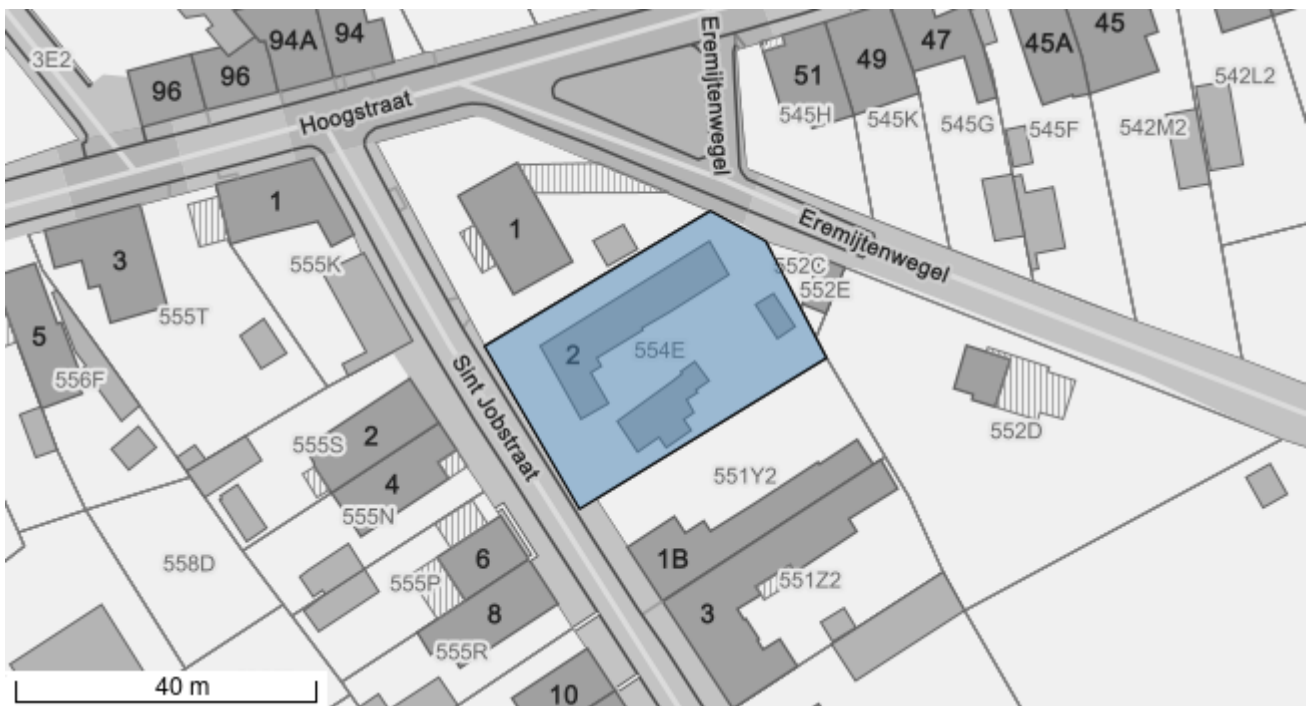 3E2
96
96
94A
94
Hoogstraat
Eremijtenwegel
51
49
47
45A
45
545H
545K
545G
545F
542M2
542L2
1
1
3
555K
555T
5
556F
Eremijtenwegel
552C
552E
2
554E
Sint Jobstraat
552D
555S
2
4
555N
551Y2
558D
6
555P
8
555R
1B
551Z2
3
10
40 m